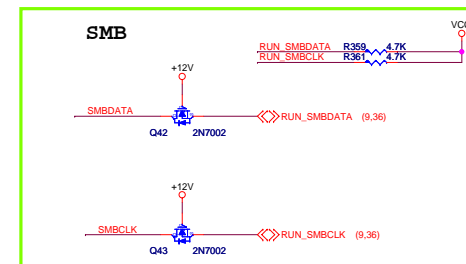 SMB
VCC
RUN_SMBDATA R359 4.7K
RUN_SMBCLK R361 4.7K
+12V
SMBDATA
RUN_SMBDATA (9,36)
Q42 2N7002
+12V
SMBCLK
RUN_SMBCLK (9,36)
Q43 2N7002